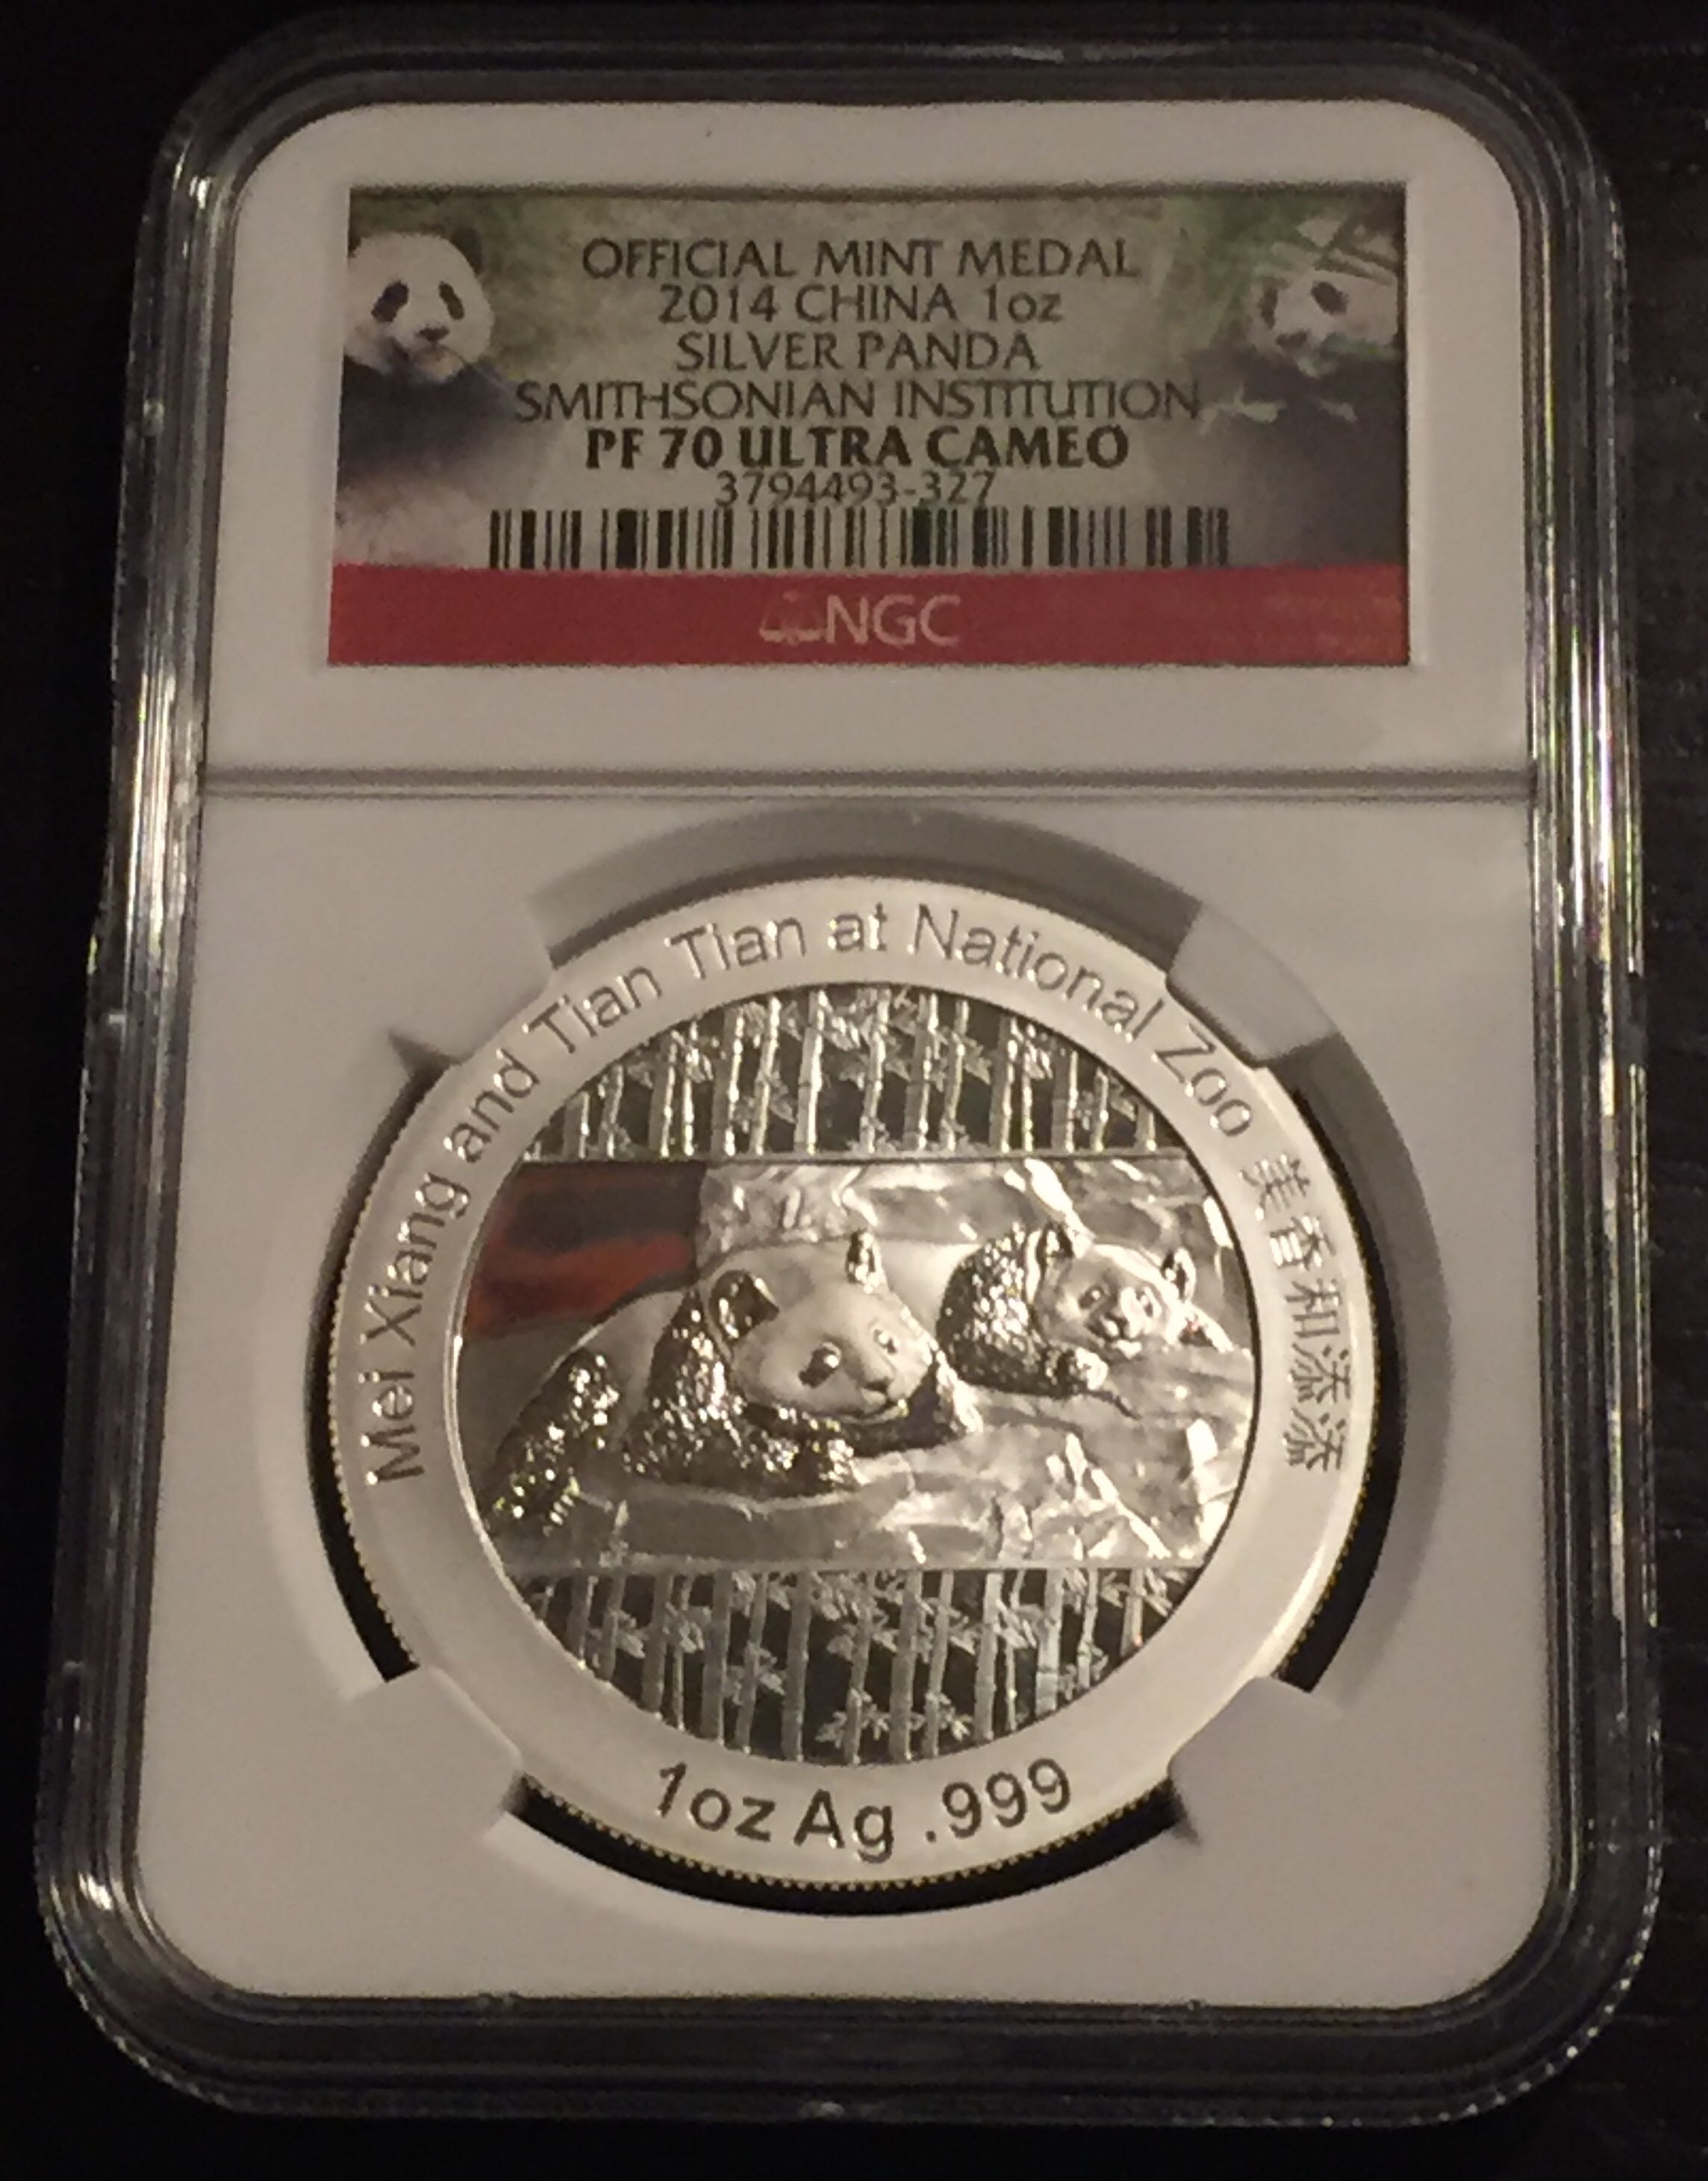 OFFICIAL MINT MEDAL
2014 CHINA 1oz
SILVER PANDA
SMITHSONIAN INSTITUTION
PF 70 ULTRA CAMEO
3794493-327
NGC
Mei Xiang and Tian Tian at National Zoo 美香和添添
1oz Ag .999